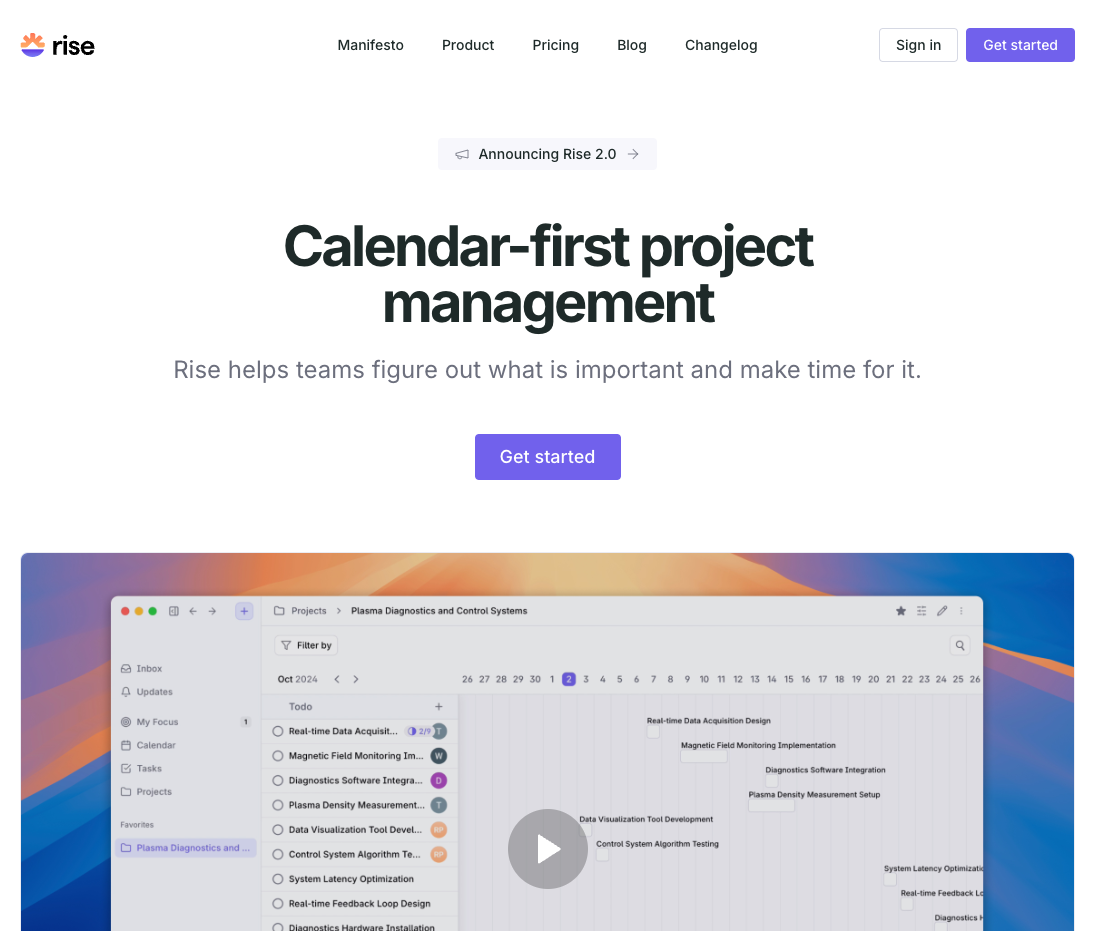 rise
Manifesto Product Pricing Blog Changelog
Sign in Get started
Announcing Rise 2.0
Calendar-first project
management
Rise helps teams figure out what is important and make time for it.
Get started
Projects Plasma Diagnostics and Control Systems
Filter by
Inbox
Updates
My Focus 1
Calendar
Tasks
Projects
Favorites
Plasma Diagnostics and ...
Oct 2024
26 27 28 29 30 1 2 3 4 5 6 7 8 9 10 11 12 13 14 15 16 17 18 19 20 21 22 23 24 25 26
Todo
Real-time Data Acquisit... 2/9 T
Magnetic Field Monitoring Im... W
Diagnostics Software Integra... D
Plasma Density Measurement... T
Data Visualization Tool Devel... RP
Control System Algorithm Te... RP
System Latency Optimization
Real-time Feedback Loop Design
Diagnostics Hardware Installation
Real-time Data Acquisition Design
Magnetic Field Monitoring Implementation
Diagnostics Software Integration
Plasma Density Measurement Setup
Data Visualization Tool Development
Control System Algorithm Testing
System Latency
Real-time Feedback